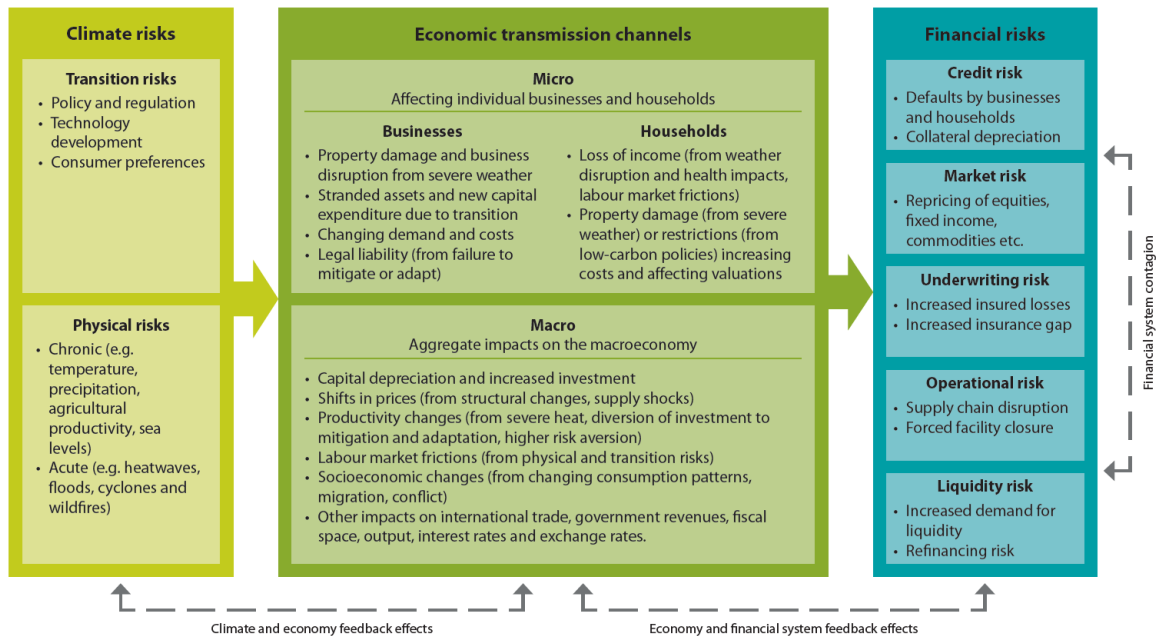 Climate risks
Transition risks
• Policy and regulation
• Technology
development
• Consumer preferences
Physical risks
• Chronic (e.g.
temperature,
precipitation,
agricultural
productivity, sea
levels)
• Acute (e.g. heatwaves,
floods, cyclones and
wildfires)
Economic transmission channels
Micro
Affecting individual businesses and households
Businesses
• Property damage and business
disruption from severe weather
• Stranded assets and new capital
expenditure due to transition
• Changing demand and costs
• Legal liability (from failure to
mitigate or adapt)
Households
• Loss of income (from weather
disruption and health impacts,
labour market frictions)
• Property damage (from severe
weather) or restrictions (from
low-carbon policies) increasing
costs and affecting valuations
Macro
Aggregate impacts on the macroeconomy
• Capital depreciation and increased investment
• Shifts in prices (from structural changes, supply shocks)
• Productivity changes (from severe heat, diversion of investment to
mitigation and adaptation, higher risk aversion)
• Labour market frictions (from physical and transition risks)
• Socioeconomic changes (from changing consumption patterns,
migration, conflict)
• Other impacts on international trade, government revenues, fiscal
space, output, interest rates and exchange rates.
Financial risks
Credit risk
• Defaults by businesses
and households
• Collateral depreciation
Market risk
• Repricing of equities,
fixed income,
commodities etc.
Underwriting risk
• Increased insured losses
• Increased insurance gap
Operational risk
• Supply chain disruption
• Forced facility closure
Liquidity risk
• Increased demand for
liquidity
• Refinancing risk
Financial system contagion
Climate and economy feedback effects
Economy and financial system feedback effects